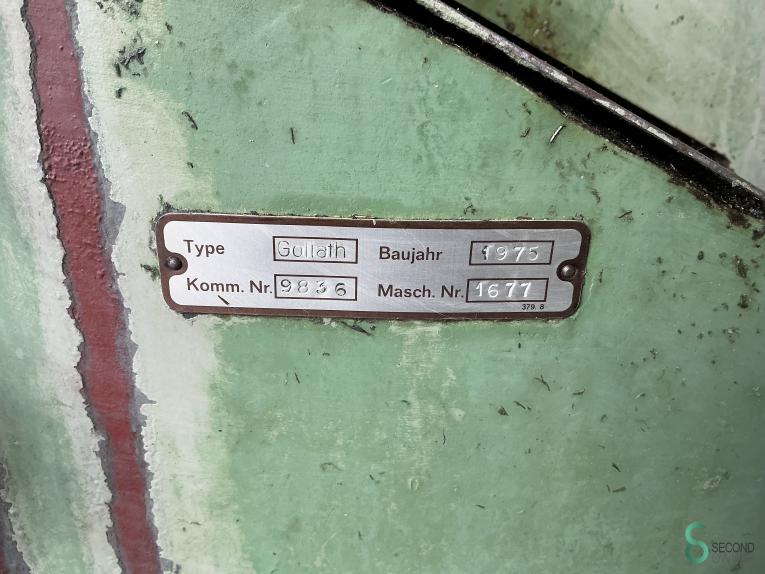 Type Goliath Baujahr 1975
Komm. Nr. 9836 Masch. Nr. 1677
379. 8
SECOND